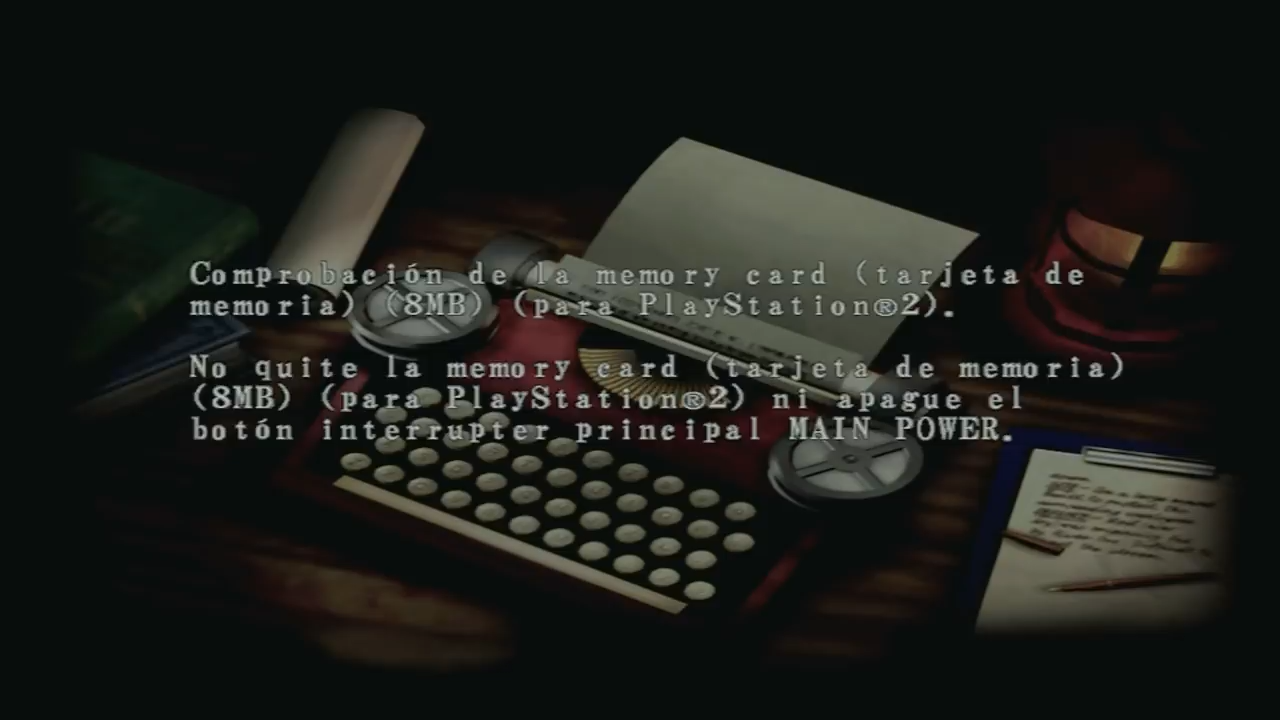 Comprobación de la memory card (tarjeta de
memoria) (8MB) (para PlayStation®2).
No quite la memory card (tarjeta de memoria)
(8MB) (para PlayStation®2) ni apague el
botón interrupter principal MAIN POWER.